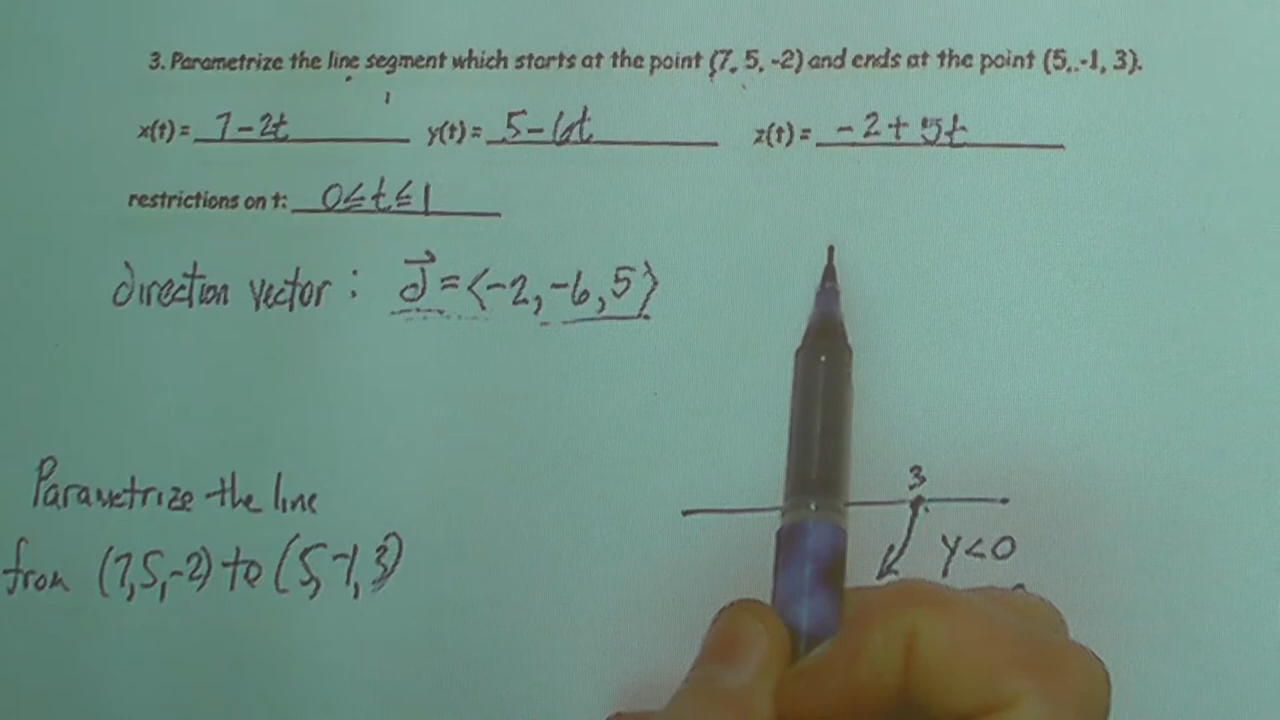 3. Parametrize the line segment which starts at the point (7, 5, -2) and ends at the point (5, -1, 3).
x(t) = 7-2t y(t) = 5-6t z(t) = -2+5t
restrictions on t: 0≤t≤1
direction vector : d⃗ = ⟨-2, -6, 5⟩
Parametrize the line
from (7,5,-2) to (5,-1,3)
3
y<0